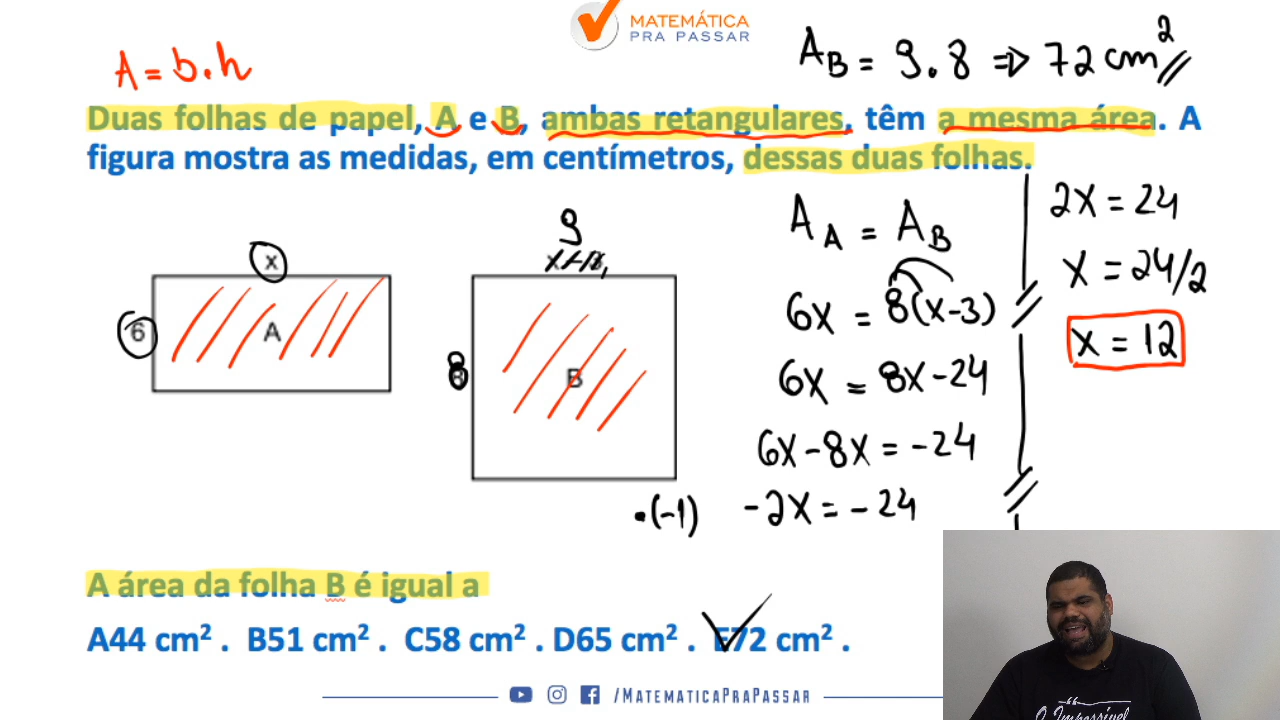 MATEMÁTICA
PRA PASSAR
A = b.h
A_B = 9.8 => 72 cm²
Duas folhas de papel, A e B, ambas retangulares, têm a mesma área. A
figura mostra as medidas, em centímetros, dessas duas folhas.
x
6
A
9
8
B
A_A = A_B
6x = 8(x-3)
6x = 8x-24
6x-8x = -24
.(-1) -2x = -24
2x = 24
x = 24/2
x = 12
A área da folha B é igual a
A44 cm² . B51 cm² . C58 cm² . D65 cm² . E72 cm² .
/MatematicaPraPassar
O Impossível